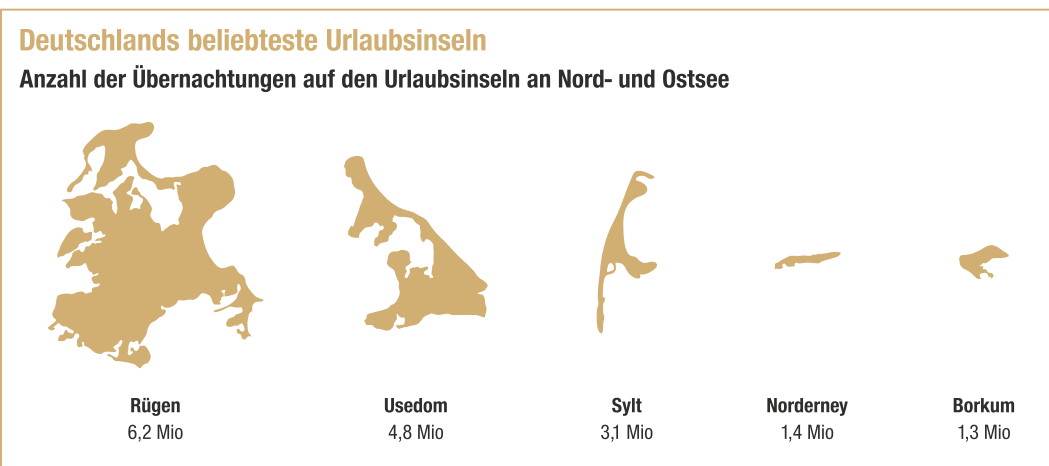 Deutschlands beliebteste Urlaubsinseln
Anzahl der Übernachtungen auf den Urlaubsinseln an Nord- und Ostsee
Rügen Usedom Sylt Norderney Borkum
6,2 Mio 4,8 Mio 3,1 Mio 1,4 Mio 1,3 Mio